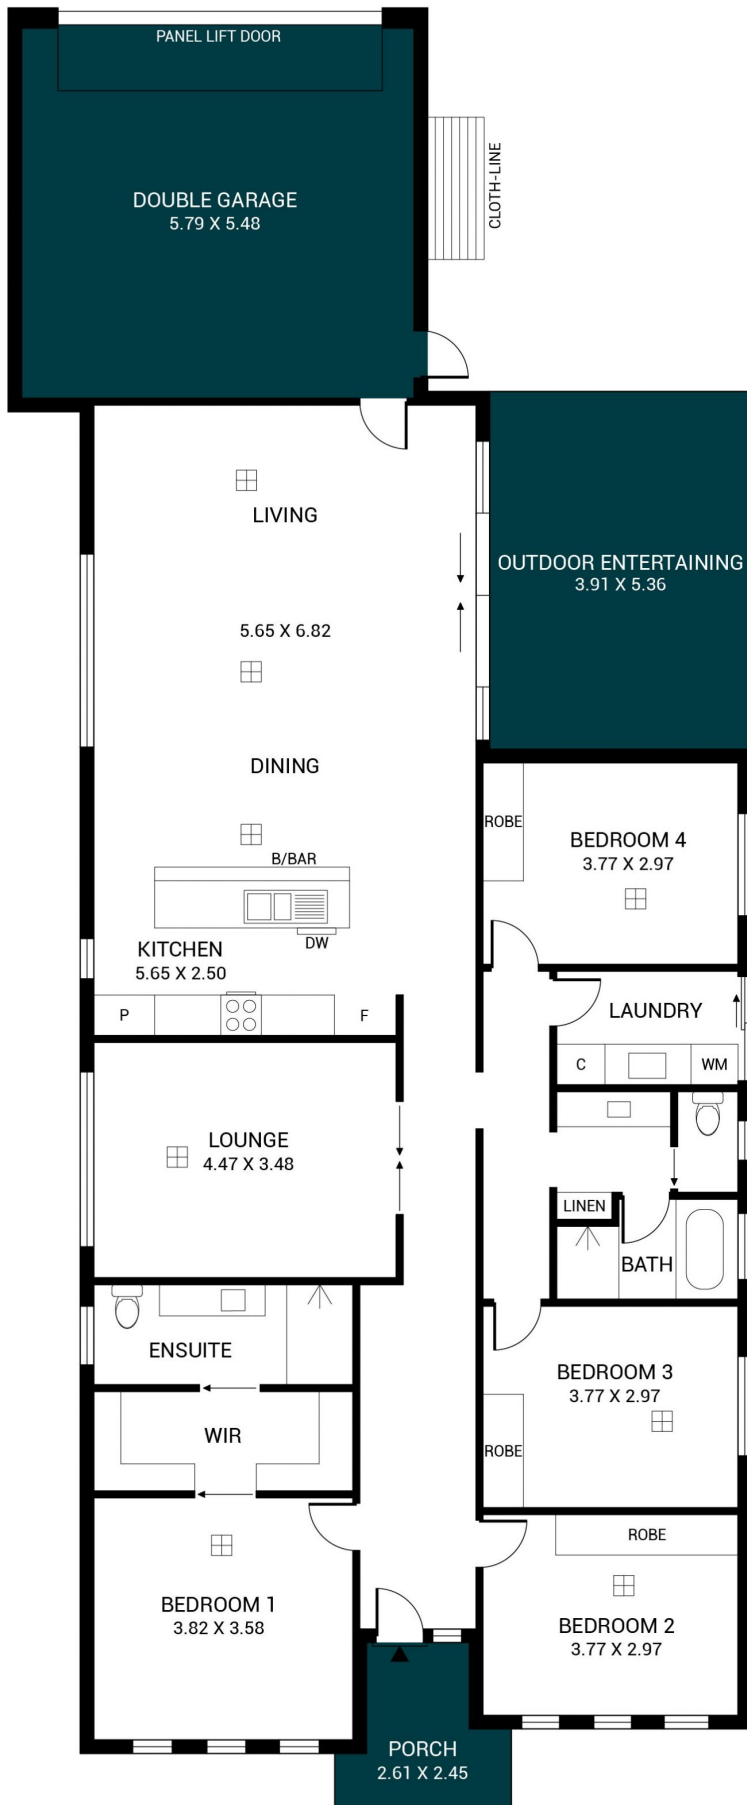 PANEL LIFT DOOR
DOUBLE GARAGE
5.79 X 5.48
CLOTH-LINE
LIVING
OUTDOOR ENTERTAINING
3.91 X 5.36
5.65 X 6.82
DINING
ROBE
BEDROOM 4
3.77 X 2.97
B/BAR
DW
KITCHEN
5.65 X 2.50
P
F
LAUNDRY
C
WM
LOUNGE
4.47 X 3.48
LINEN
BATH
ENSUITE
BEDROOM 3
3.77 X 2.97
WIR
ROBE
ROBE
BEDROOM 1
3.82 X 3.58
BEDROOM 2
3.77 X 2.97
PORCH
2.61 X 2.45